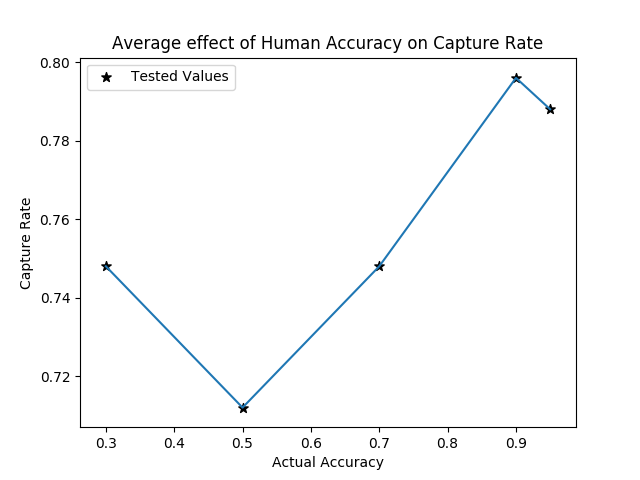 Average effect of Human Accuracy on Capture Rate
Tested Values
0.80
0.78
0.76
0.74
0.72
Capture Rate
0.3 0.4 0.5 0.6 0.7 0.8 0.9
Actual Accuracy